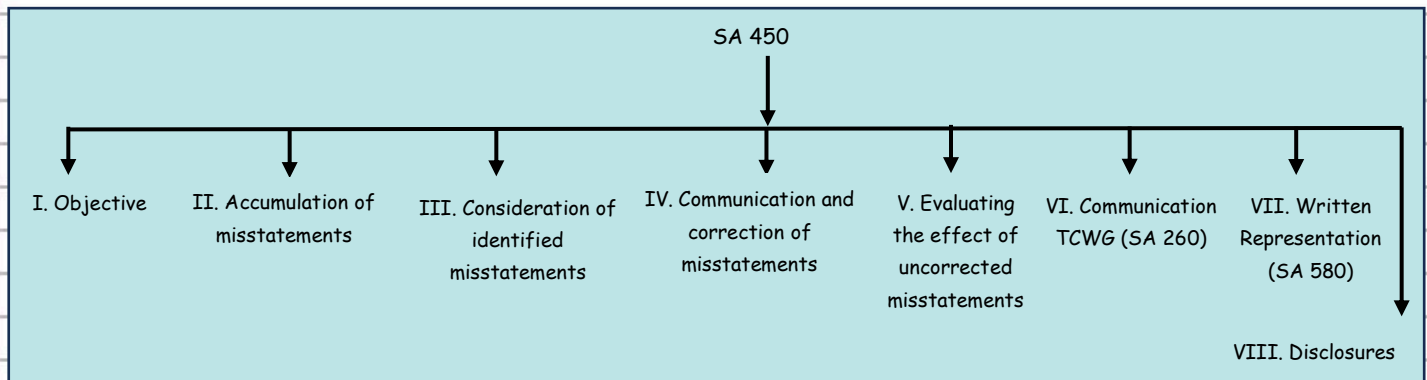 SA 450
I. Objective
II. Accumulation of
misstatements
III. Consideration of
identified
misstatements
IV. Communication and
correction of
misstatements
V. Evaluating
the effect of
uncorrected
misstatements
VI. Communication
TCWG (SA 260)
VII. Written
Representation
(SA 580)
VIII. Disclosures